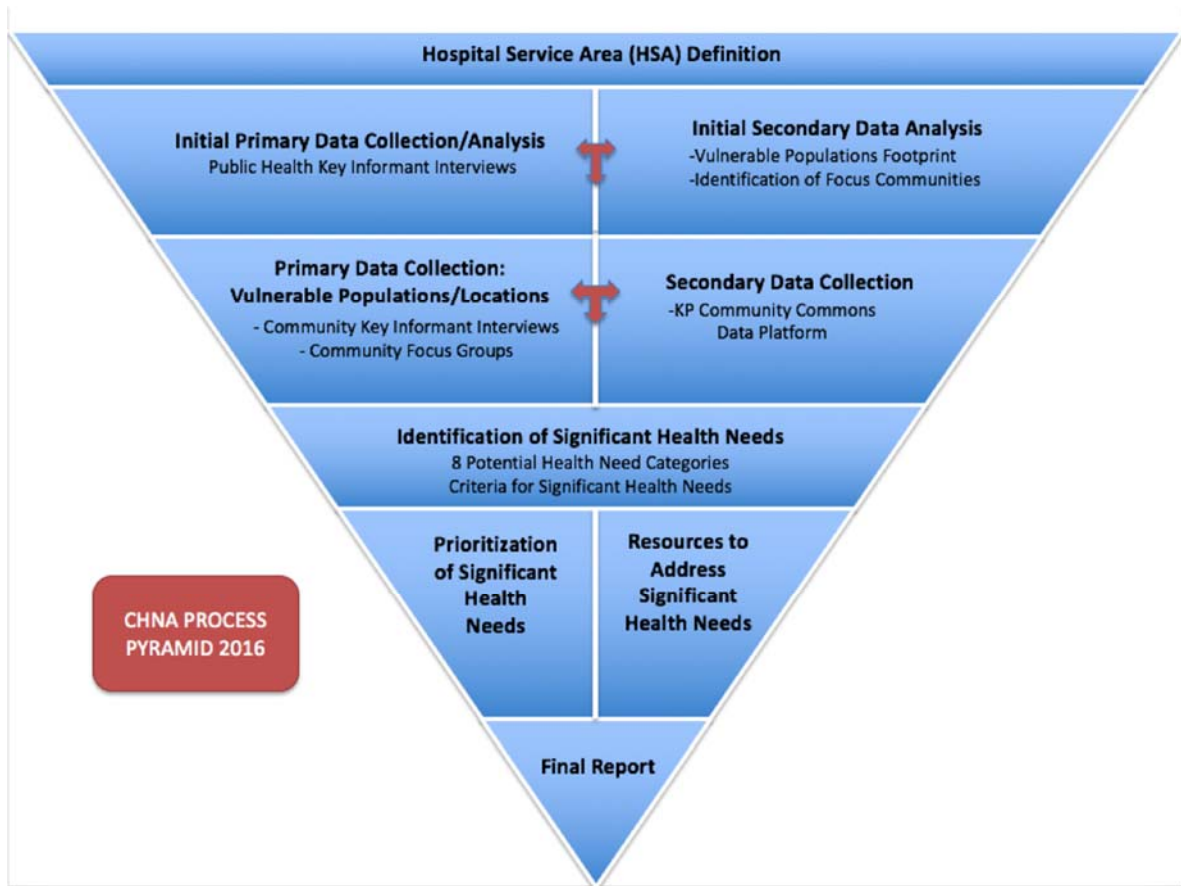 Hospital Service Area (HSA) Definition
Initial Primary Data Collection/Analysis
Public Health Key Informant Interviews
Initial Secondary Data Analysis
-Vulnerable Populations Footprint
-Identification of Focus Communities
Primary Data Collection:
Vulnerable Populations/Locations
- Community Key Informant Interviews
- Community Focus Groups
Secondary Data Collection
-KP Community Commons
Data Platform
Identification of Significant Health Needs
8 Potential Health Need Categories
Criteria for Significant Health Needs
Prioritization
of Significant
Health
Needs
Resources to
Address
Significant
Health Needs
CHNA PROCESS
PYRAMID 2016
Final Report